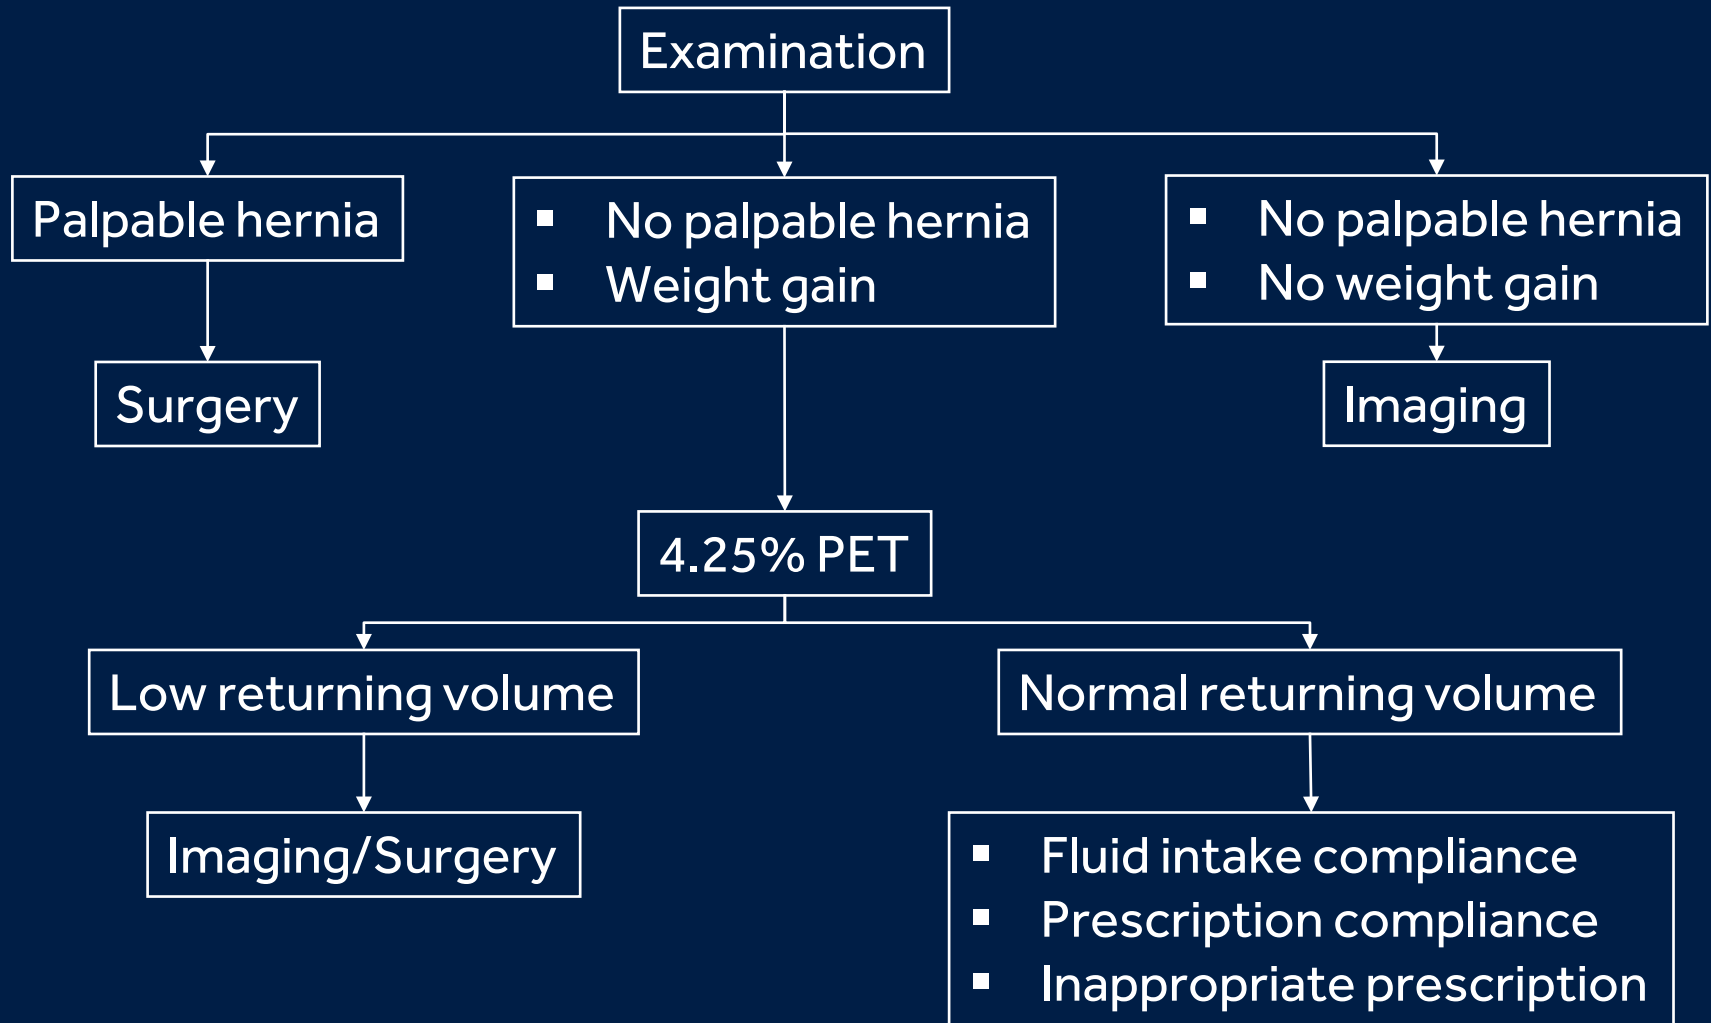 Examination
Palpable hernia
▪ No palpable hernia
▪ Weight gain
▪ No palpable hernia
▪ No weight gain
Surgery
Imaging
4.25% PET
Low returning volume
Normal returning volume
Imaging/Surgery
▪ Fluid intake compliance
▪ Prescription compliance
▪ Inappropriate prescription